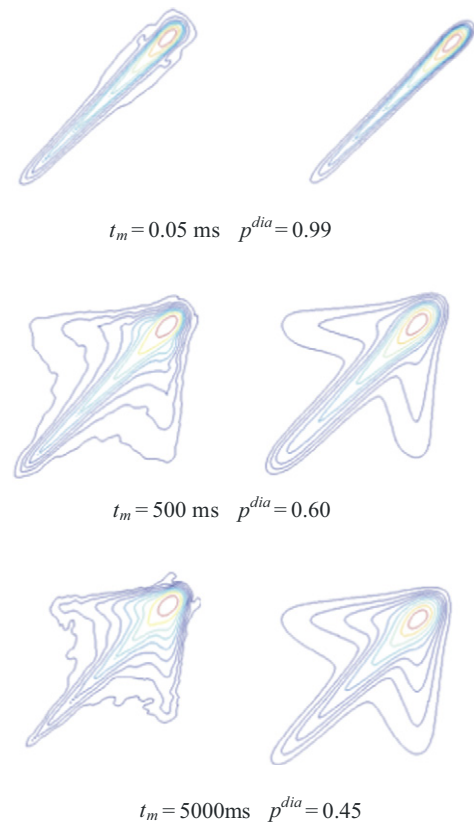 t_m = 0.05 ms p^dia = 0.99
t_m = 500 ms p^dia = 0.60
t_m = 5000ms p^dia = 0.45